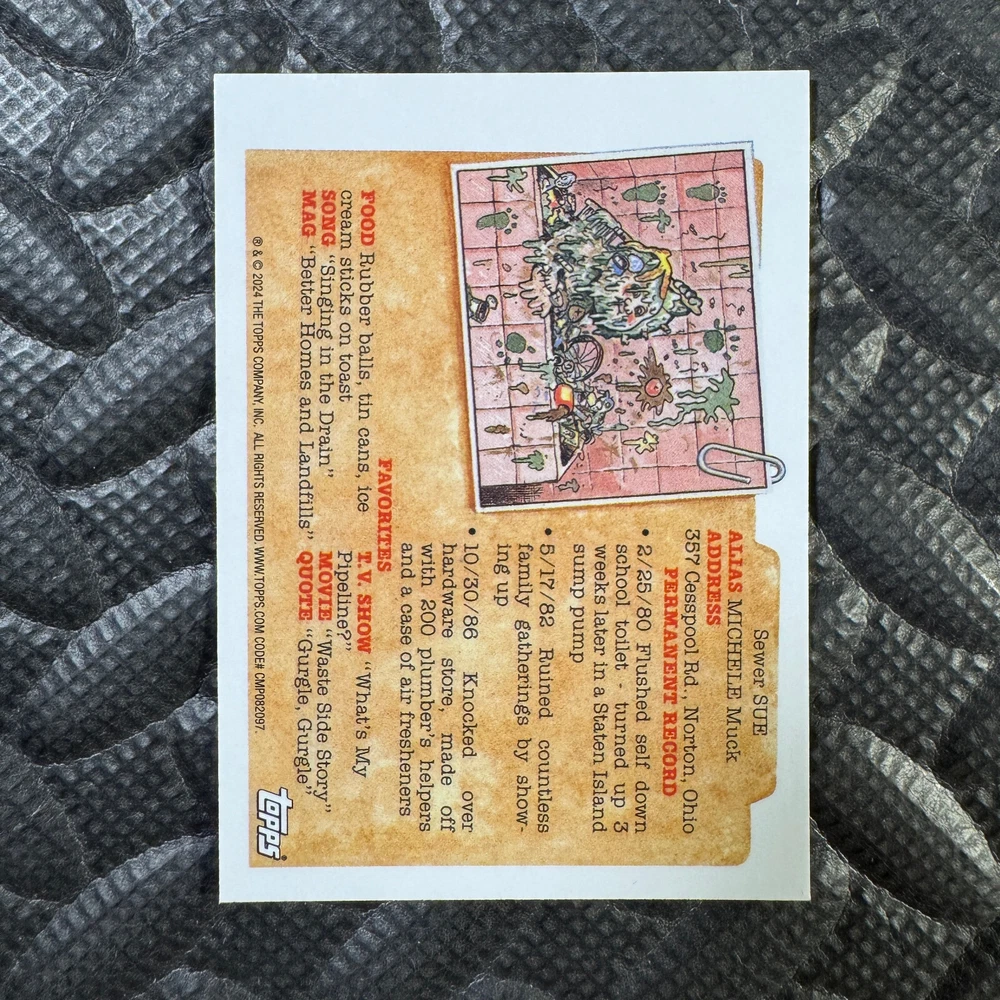 Sewer SUE
ALIAS MICHELE Muck
ADDRESS
357 Cesspool Rd., Norton, Ohio
PERMANENT RECORD
• 2/25/80 Flushed self down
school toilet - turned up 3
weeks later in a Staten Island
sump pump
• 5/17/82 Ruined countless
family gatherings by show-
ing up
• 10/30/86 Knocked over
hardware store, made off
with 200 plumber's helpers
and a case of air fresheners
FAVORITES
FOOD Rubber balls, tin cans, ice
cream sticks on toast
SONG "Singing in the Drain"
MAG "Better Homes and Landfills"
T.V. SHOW "What's My
Pipeline?"
MOVIE "Waste Side Story"
QUOTE "Gurgle, Gurgle"
® & © 2024 THE TOPPS COMPANY, INC. ALL RIGHTS RESERVED. WWW.TOPPS.COM CODE# CMP082097.
topps®